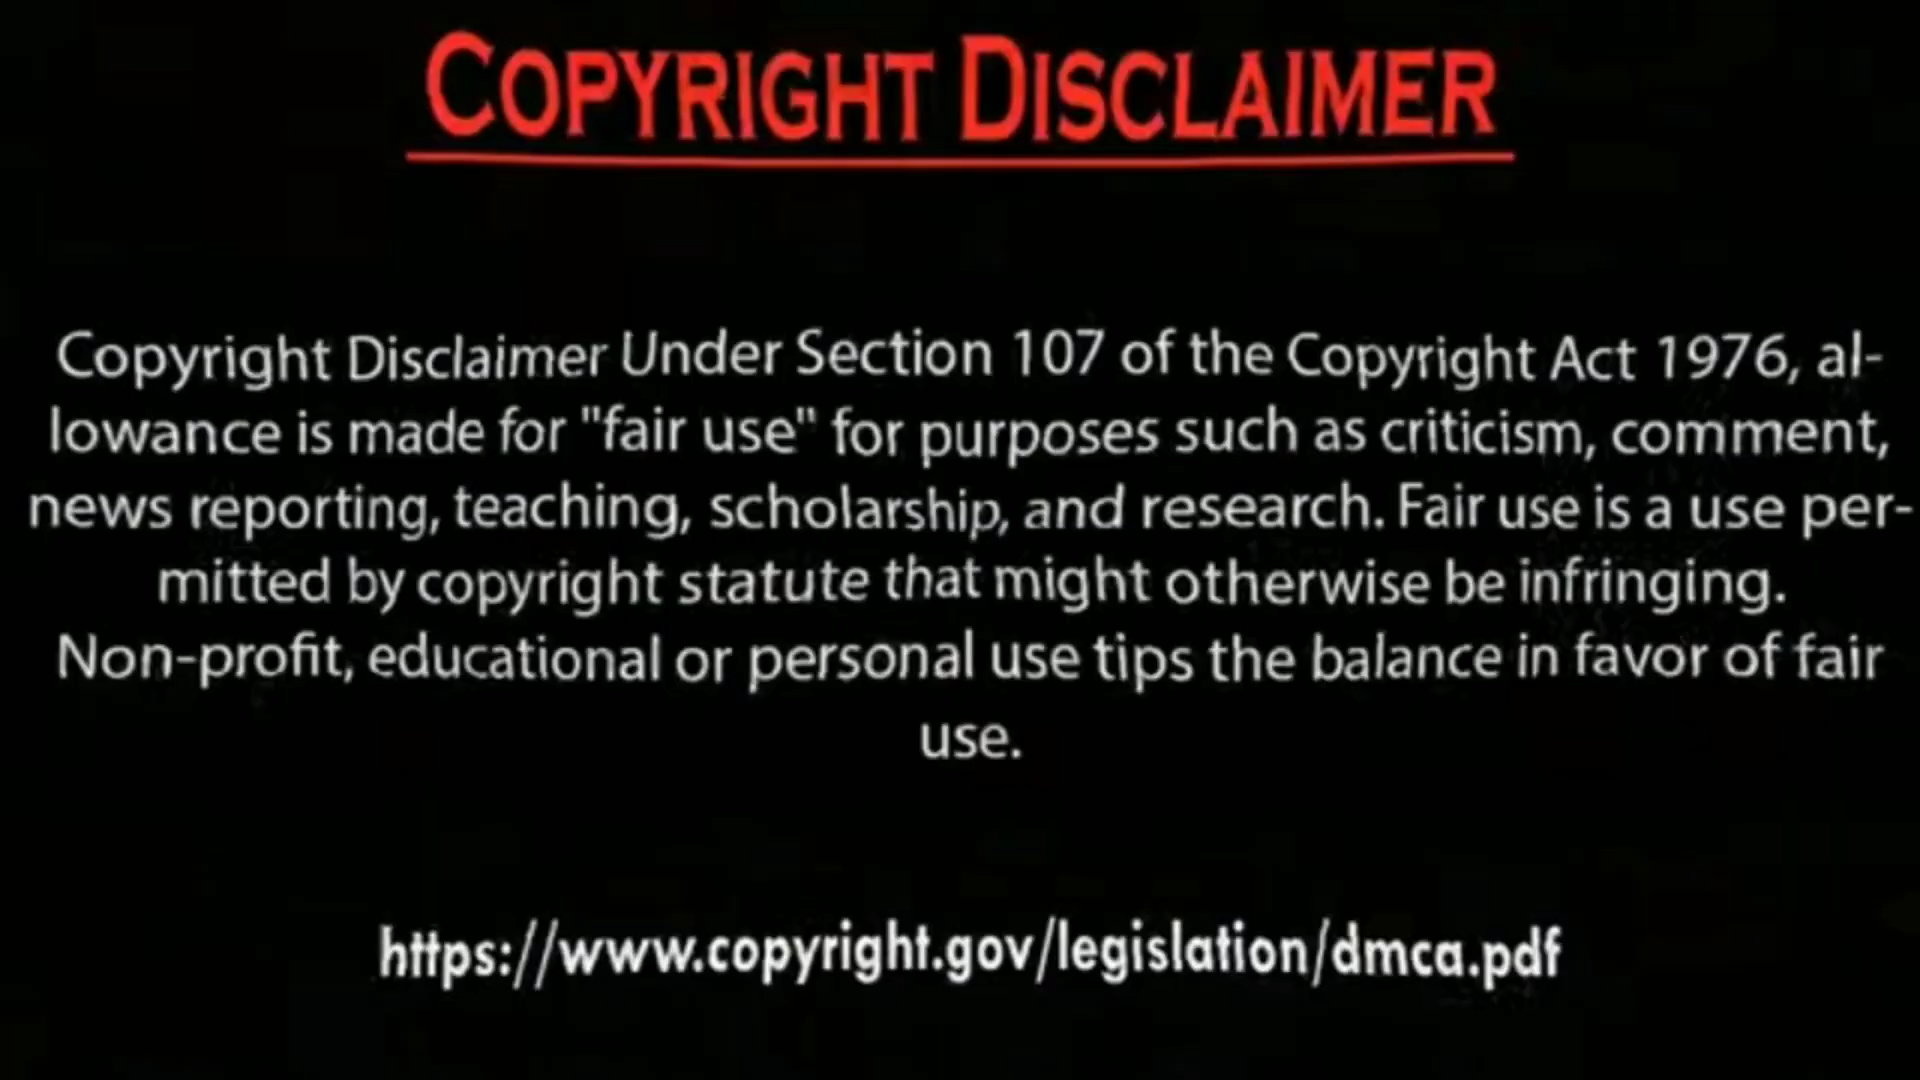 COPYRIGHT DISCLAIMER
Copyright Disclaimer Under Section 107 of the Copyright Act 1976, al-
lowance is made for "fair use" for purposes such as criticism, comment,
news reporting, teaching, scholarship, and research. Fair use is a use per-
mitted by copyright statute that might otherwise be infringing.
Non-profit, educational or personal use tips the balance in favor of fair
use.
https://www.copyright.gov/legislation/dmca.pdf